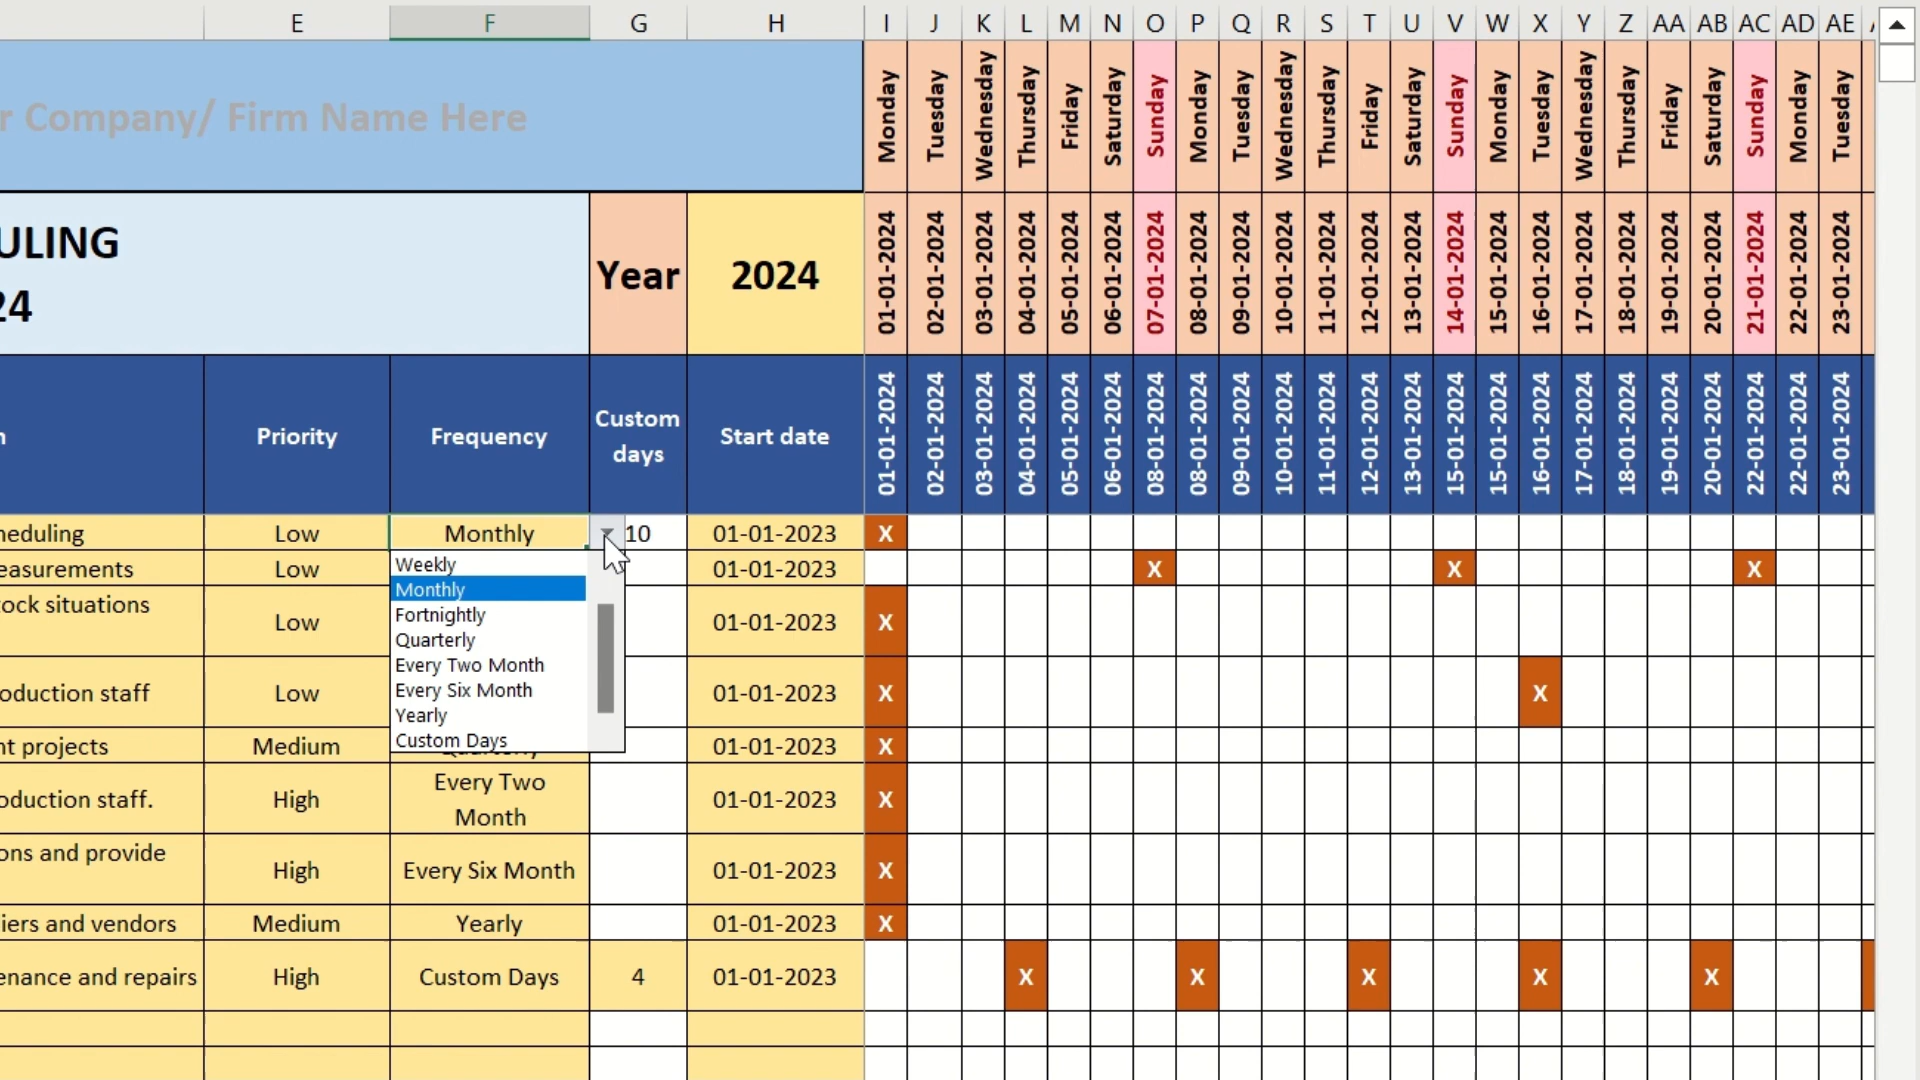 E F G H I J K L M N O P Q R S T U V W X Y Z AA AB AC AD AE
r Company/ Firm Name Here
Monday Tuesday Wednesday Thursday Friday Saturday Sunday Monday Tuesday Wednesday Thursday Friday Saturday Sunday Monday Tuesday Wednesday Thursday Friday Saturday Sunday Monday Tuesday
ULING
24
Year
2024
01-01-2024 02-01-2024 03-01-2024 04-01-2024 05-01-2024 06-01-2024 07-01-2024 08-01-2024 09-01-2024 10-01-2024 11-01-2024 12-01-2024 13-01-2024 14-01-2024 15-01-2024 16-01-2024 17-01-2024 18-01-2024 19-01-2024 20-01-2024 21-01-2024 22-01-2024 23-01-2024
n
Priority
Frequency
Custom
days
Start date
01-01-2024 02-01-2024 03-01-2024 04-01-2024 05-01-2024 06-01-2024 08-01-2024 08-01-2024 09-01-2024 10-01-2024 11-01-2024 12-01-2024 13-01-2024 15-01-2024 15-01-2024 16-01-2024 17-01-2024 18-01-2024 19-01-2024 20-01-2024 22-01-2024 22-01-2024 23-01-2024
heduling Low Monthly 10 01-01-2023 X
easurements Low 01-01-2023 X X X
tock situations
Low 01-01-2023 X
oduction staff Low 01-01-2023 X X
nt projects Medium 01-01-2023 X
Weekly
Monthly
Fortnightly
Quarterly
Every Two Month
Every Six Month
Yearly
Custom Days
oduction staff. High
Every Two
Month
01-01-2023 X
ons and provide
High Every Six Month 01-01-2023 X
iers and vendors Medium Yearly 01-01-2023 X
enance and repairs High Custom Days 4 01-01-2023 X X X X X